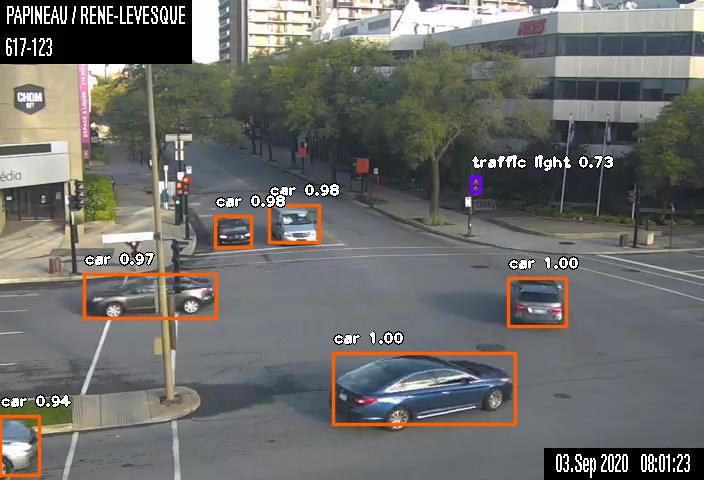 PAPINEAU / RENE-LEVESQUE
617-123
CHOM
traffic light 0.73
car 0.98
car 0.98
car 0.97
car 1.00
car 1.00
car 0.94
média
03.Sep 2020 08:01:23